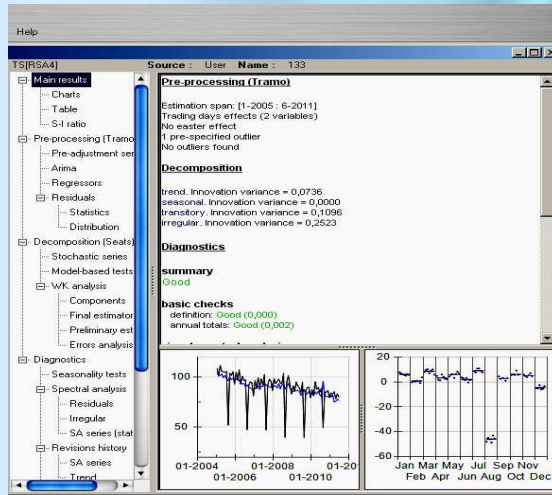 Help
TS[RSA4]
Source : User Name : 133
Main results
Charts
Table
S-I ratio
Pre-processing (Tramo
Pre-adjustment ser
Arima
Regressors
Residuals
Statistics
Distribution
Decomposition (Seats)
Stochastic series
Model-based tests
WK analysis
Components
Final estimator
Preliminary est
Errors analysis
Diagnostics
Seasonality tests
Spectral analysis
Residuals
Irregular
SA series (stat
Revisions history
SA series
Trend
Pre-processing (Tramo)
Estimation span: [1-2005 : 6-2011]
Trading days effects (2 variables)
No easter effect
1 pre-specified outlier
No outliers found
Decomposition
trend. Innovation variance = 0,0736
seasonal. Innovation variance = 0,0000
transitory. Innovation variance = 0,1096
irregular. Innovation variance = 0,2523
Diagnostics
summary
Good
basic checks
definition: Good (0,000)
annual totals: Good (0,002)
100
50
01-2004 01-2008 01-20
01-2006 01-2010
20
0
-20
-40
-60
Jan Mar May Jul Sep Nov
Feb Apr Jun Aug Oct Dec